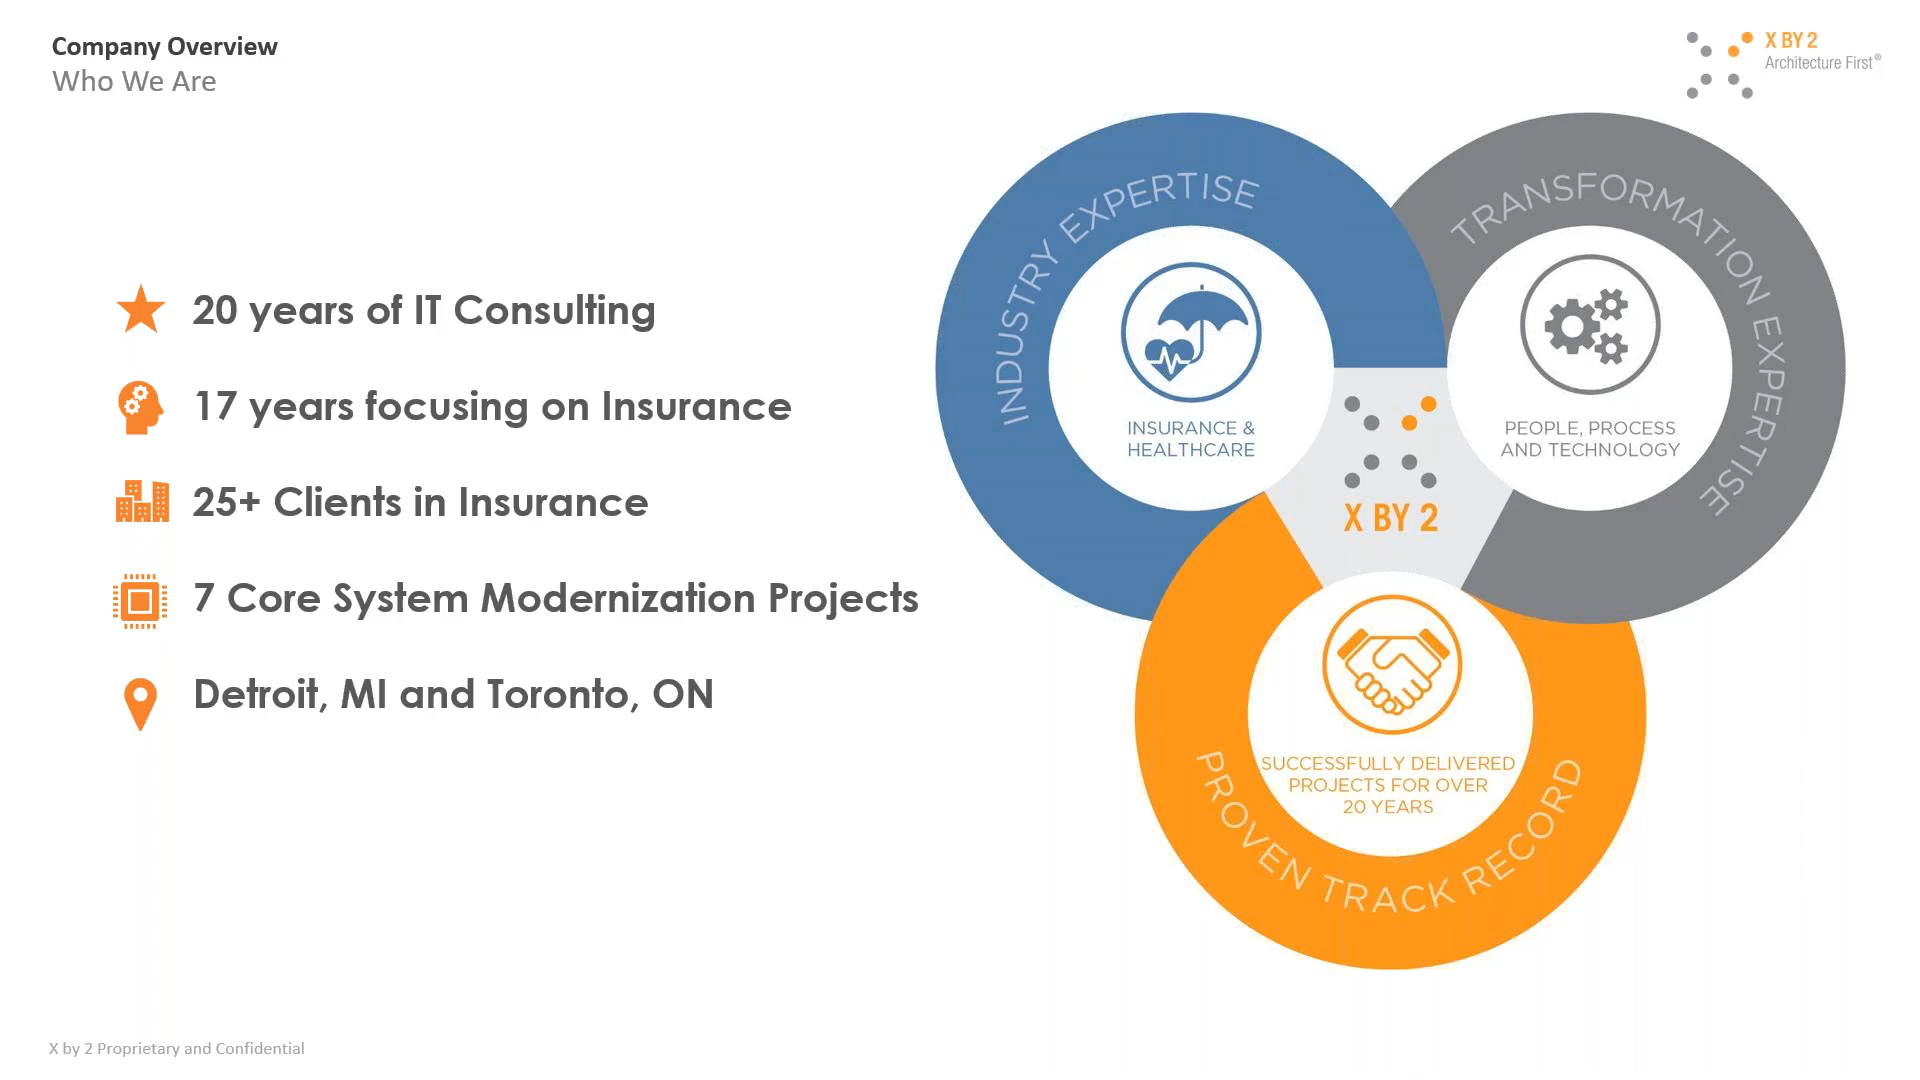 Company Overview
Who We Are
X BY 2
Architecture First®
20 years of IT Consulting
17 years focusing on Insurance
25+ Clients in Insurance
7 Core System Modernization Projects
Detroit, MI and Toronto, ON
INDUSTRY EXPERTISE
INSURANCE &
HEALTHCARE
TRANSFORMATION EXPERTISE
PEOPLE, PROCESS
AND TECHNOLOGY
X BY 2
SUCCESSFULLY DELIVERED
PROJECTS FOR OVER
20 YEARS
PROVEN TRACK RECORD
X by 2 Proprietary and Confidential